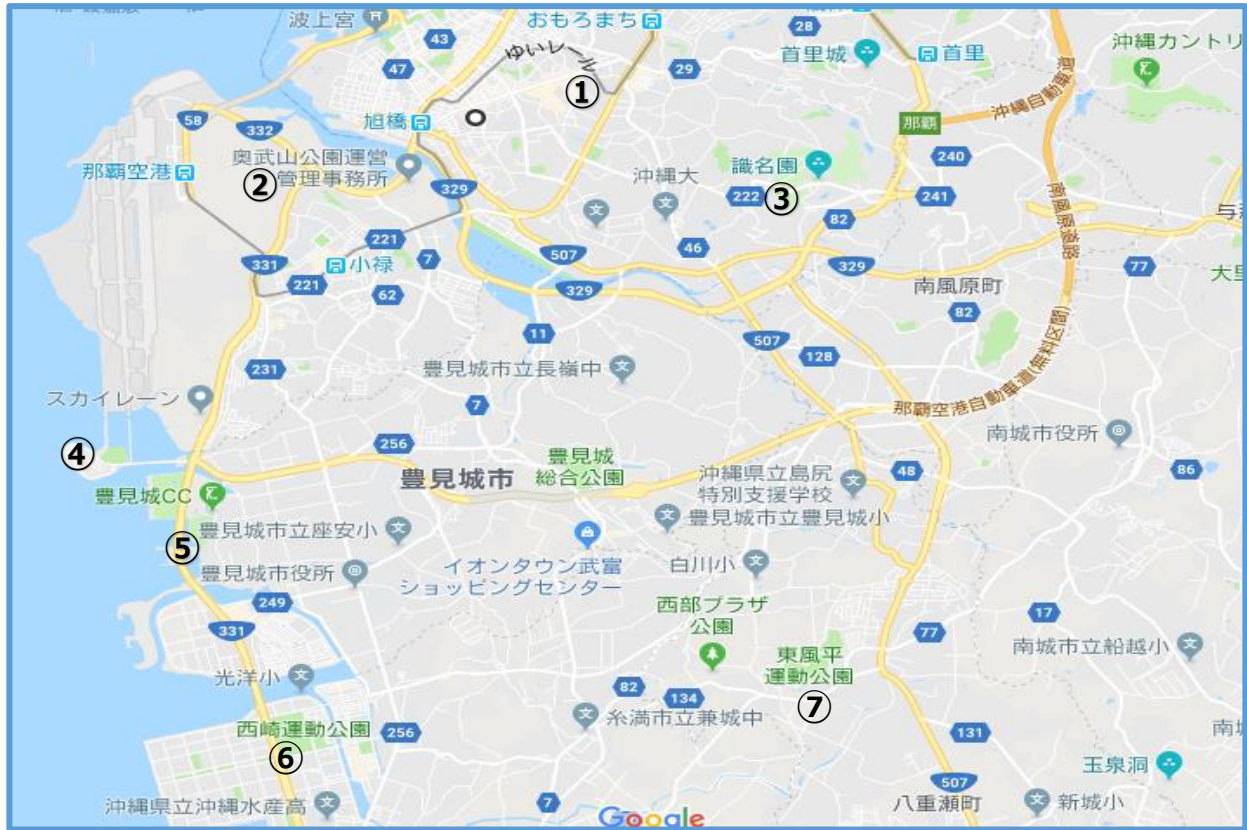 波上宮
おもろまち
28
43
ゆいレール
首里城
首里
沖縄カントリ
47
①
29
沖縄自動車道
58
332
旭橋
那覇
奥武山公園運営
管理事務所
240
那覇空港
②
329
沖縄大
識名園
222
③
241
82
南風原道路
与那
221
7
46
331
小禄
507
329
77
221
62
329
南風原町
82
11
507
128
231
豊見城市立長嶺中
那覇空港自動車道(無料区間)
スカイレーン
7
南城市役所
④
256
豊見城市
豊見城
総合公園
沖縄県立島尻
特別支援学校
48
86
豊見城CC
豊見城市立座安小
豊見城市立豊見城小
⑤
豊見城市役所
イオンタウン武富
ショッピングセンター
白川小
249
西部プラザ
公園
17
331
77
東風平
運動公園
南城市立船越小
光洋小
82
134
⑦
西崎運動公園
256
糸満市立兼城中
131
⑥
玉泉洞
507
沖縄県立沖縄水産高
7
Google
八重瀬町
新城小